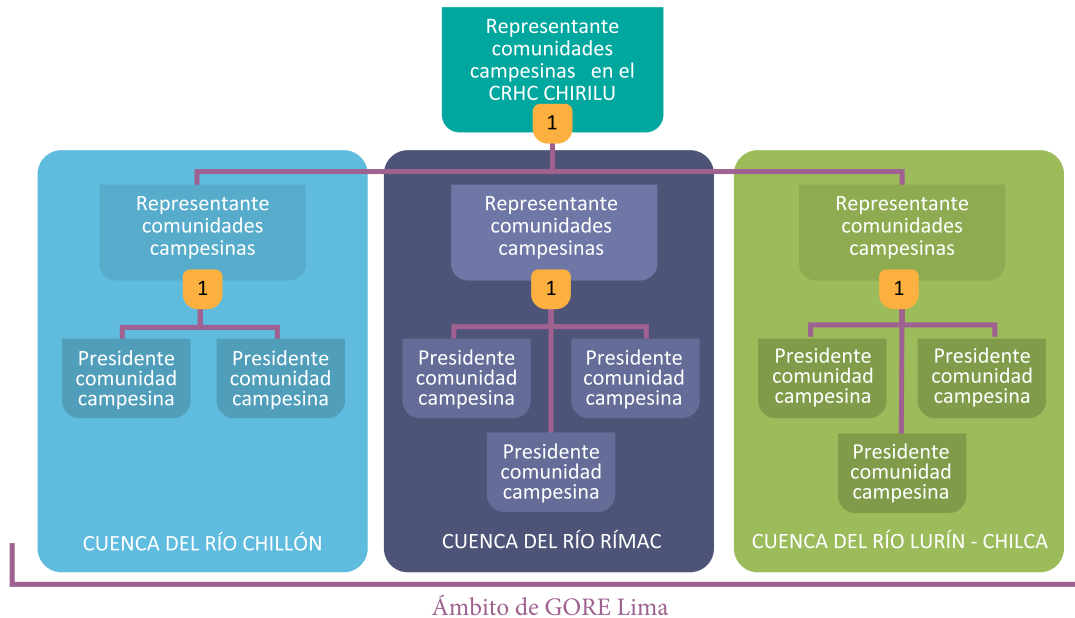 Representante
comunidades
campesinas en el
CRHC CHIRILU
1
Representante
comunidades
campesinas
1
Presidente
comunidad
campesina
Presidente
comunidad
campesina
CUENCA DEL RÍO CHILLÓN
Representante
comunidades
campesinas
1
Presidente
comunidad
campesina
Presidente
comunidad
campesina
Presidente
comunidad
campesina
CUENCA DEL RÍO RÍMAC
Representante
comunidades
campesinas
1
Presidente
comunidad
campesina
Presidente
comunidad
campesina
Presidente
comunidad
campesina
CUENCA DEL RÍO LURÍN - CHILCA
Ámbito de GORE Lima